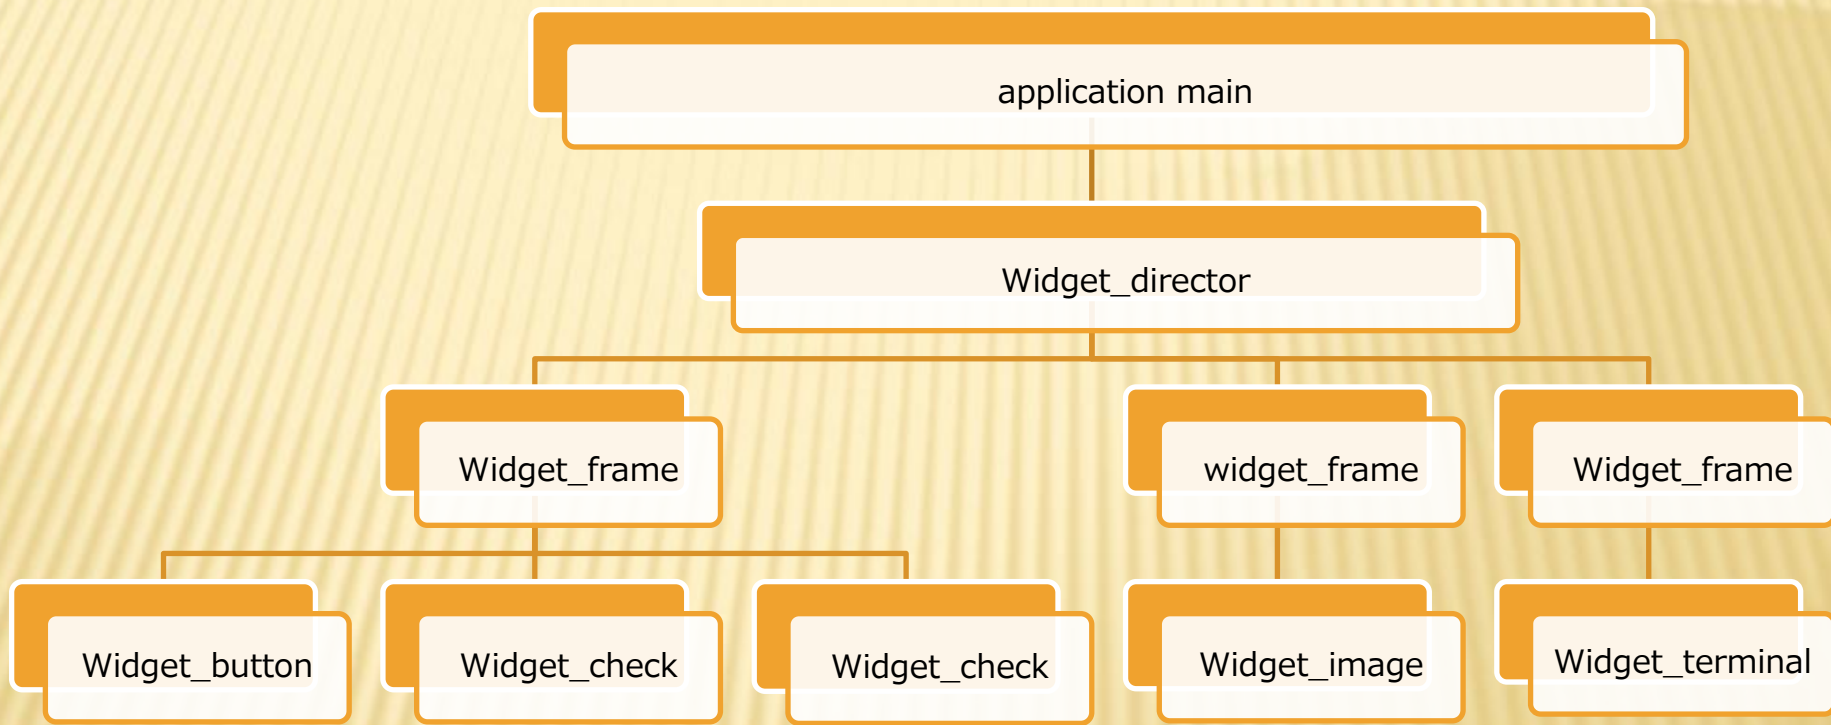 application main
Widget_director
Widget_frame
widget_frame
Widget_frame
Widget_button
Widget_check
Widget_check
Widget_image
Widget_terminal